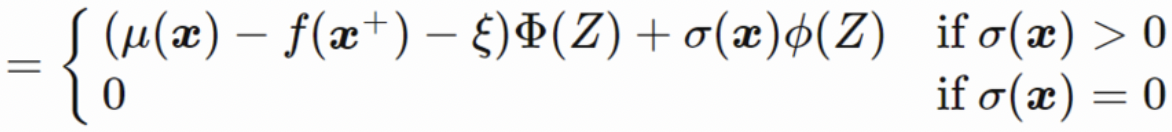 = { (μ(x) − f(x⁺) − ξ)Φ(Z) + σ(x)ϕ(Z) if σ(x) > 0
0 if σ(x) = 0